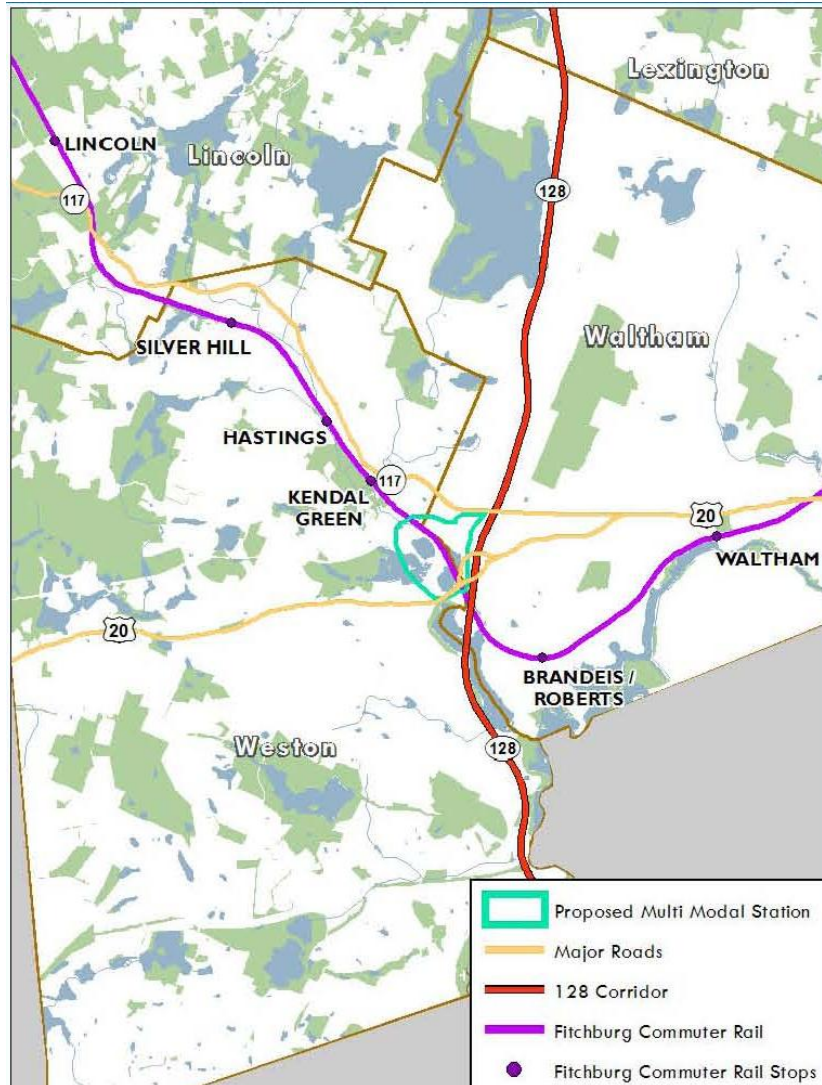 Lexington
LINCOLN
Lincoln
117
128
Waltham
SILVER HILL
HASTINGS
117
KENDAL
GREEN
20
WALTHAM
20
BRANDEIS /
ROBERTS
Weston
128
Proposed Multi Modal Station
Major Roads
128 Corridor
Fitchburg Commuter Rail
Fitchburg Commuter Rail Stops